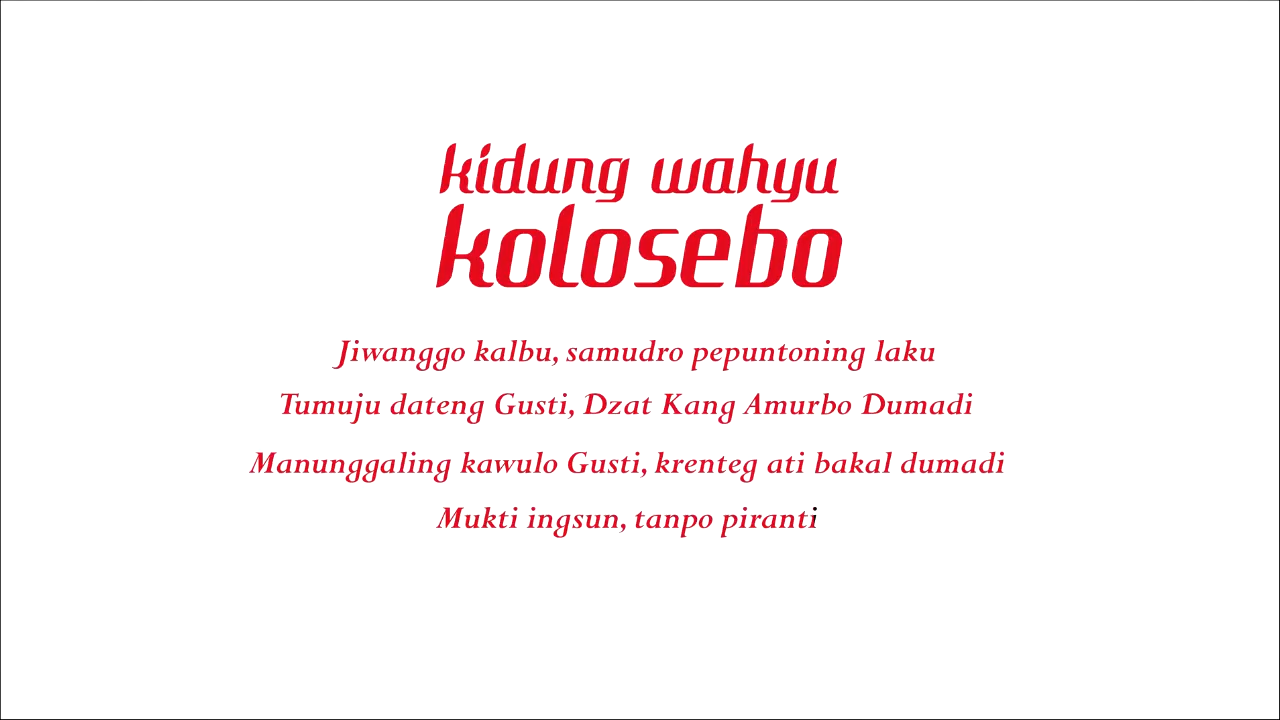 kidung wahyu
kolosebo
Jiwanggo kalbu, samudro pepuntoning laku
Tumuju dateng Gusti, Dzat Kang Amurbo Dumadi
Manunggaling kawulo Gusti, krenteg ati bakal dumadi
Mukti ingsun, tanpo piranti